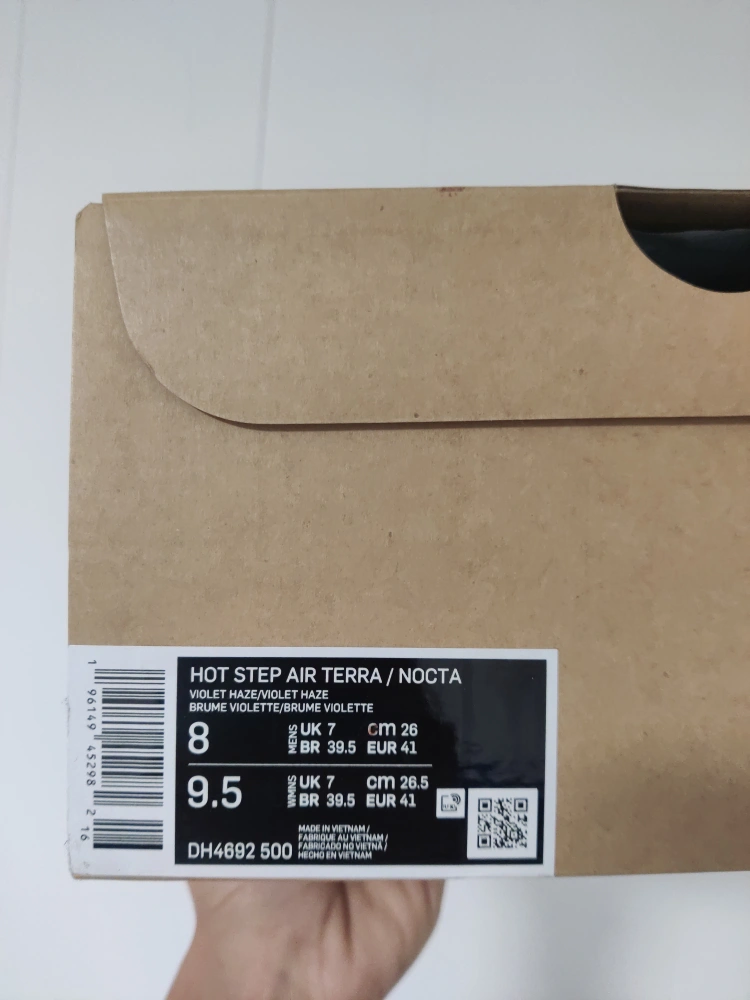 HOT STEP AIR TERRA / NOCTA
VIOLET HAZE/VIOLET HAZE
BRUME VIOLETTE/BRUME VIOLETTE
8 MENS UK 7 cm 26
BR 39.5 EUR 41
9.5 WMNS UK 7 cm 26.5
BR 39.5 EUR 41
DH4692 500
MADE IN VIETNAM /
FABRIQUE AU VIETNAM /
FABRICADO NO VIETNÃ /
HECHO EN VIETNAM
1 96149 45298 2 16